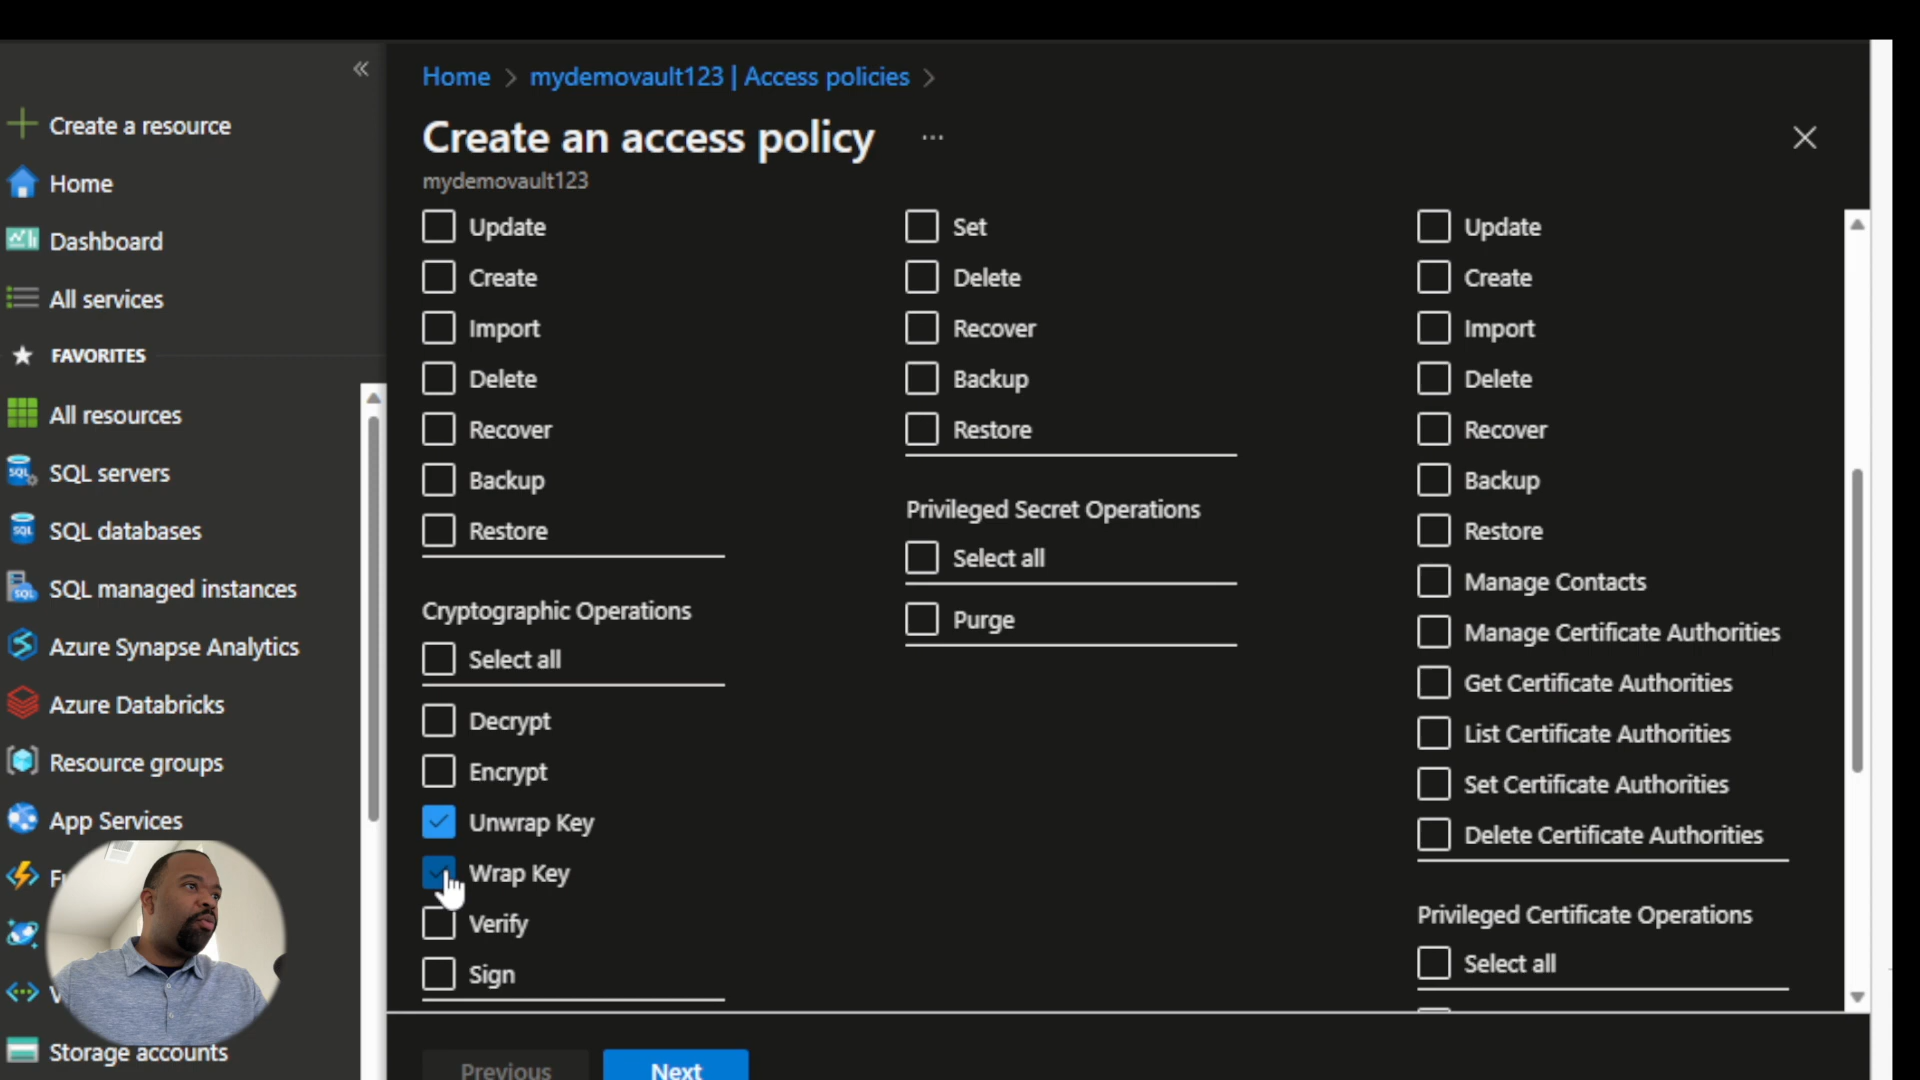 Create a resource
Home
Dashboard
All services
FAVORITES
All resources
SQL servers
SQL databases
SQL managed instances
Azure Synapse Analytics
Azure Databricks
Resource groups
App Services
Storage accounts
Home > mydemovault123 | Access policies >
Create an access policy ...
mydemovault123
Update
Create
Import
Delete
Recover
Backup
Restore
Cryptographic Operations
Select all
Decrypt
Encrypt
Unwrap Key
Wrap Key
Verify
Sign
Set
Delete
Recover
Backup
Restore
Privileged Secret Operations
Select all
Purge
Update
Create
Import
Delete
Recover
Backup
Restore
Manage Contacts
Manage Certificate Authorities
Get Certificate Authorities
List Certificate Authorities
Set Certificate Authorities
Delete Certificate Authorities
Privileged Certificate Operations
Select all
Previous
Next